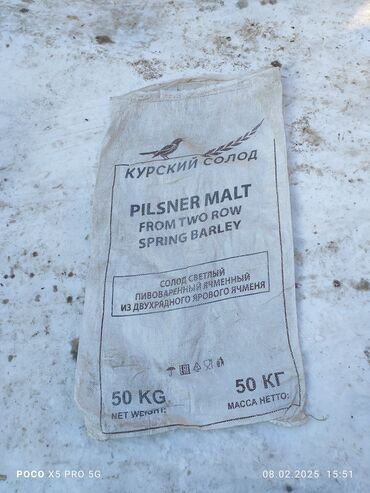 КУРСКИЙ СОЛОД
PILSNER MALT
FROM TWO ROW
SPRING BARLEY
СОЛОД СВЕТЛЫЙ
ПИВОВАРЕННЫЙ ЯЧМЕННЫЙ
ИЗ ДВУХРЯДНОГО ЯРОВОГО ЯЧМЕНЯ
50 KG
NET WEIGHT:
50 КГ
МАССА НЕТТО:
POCO X5 PRO 5G
08.02.2025 15:51